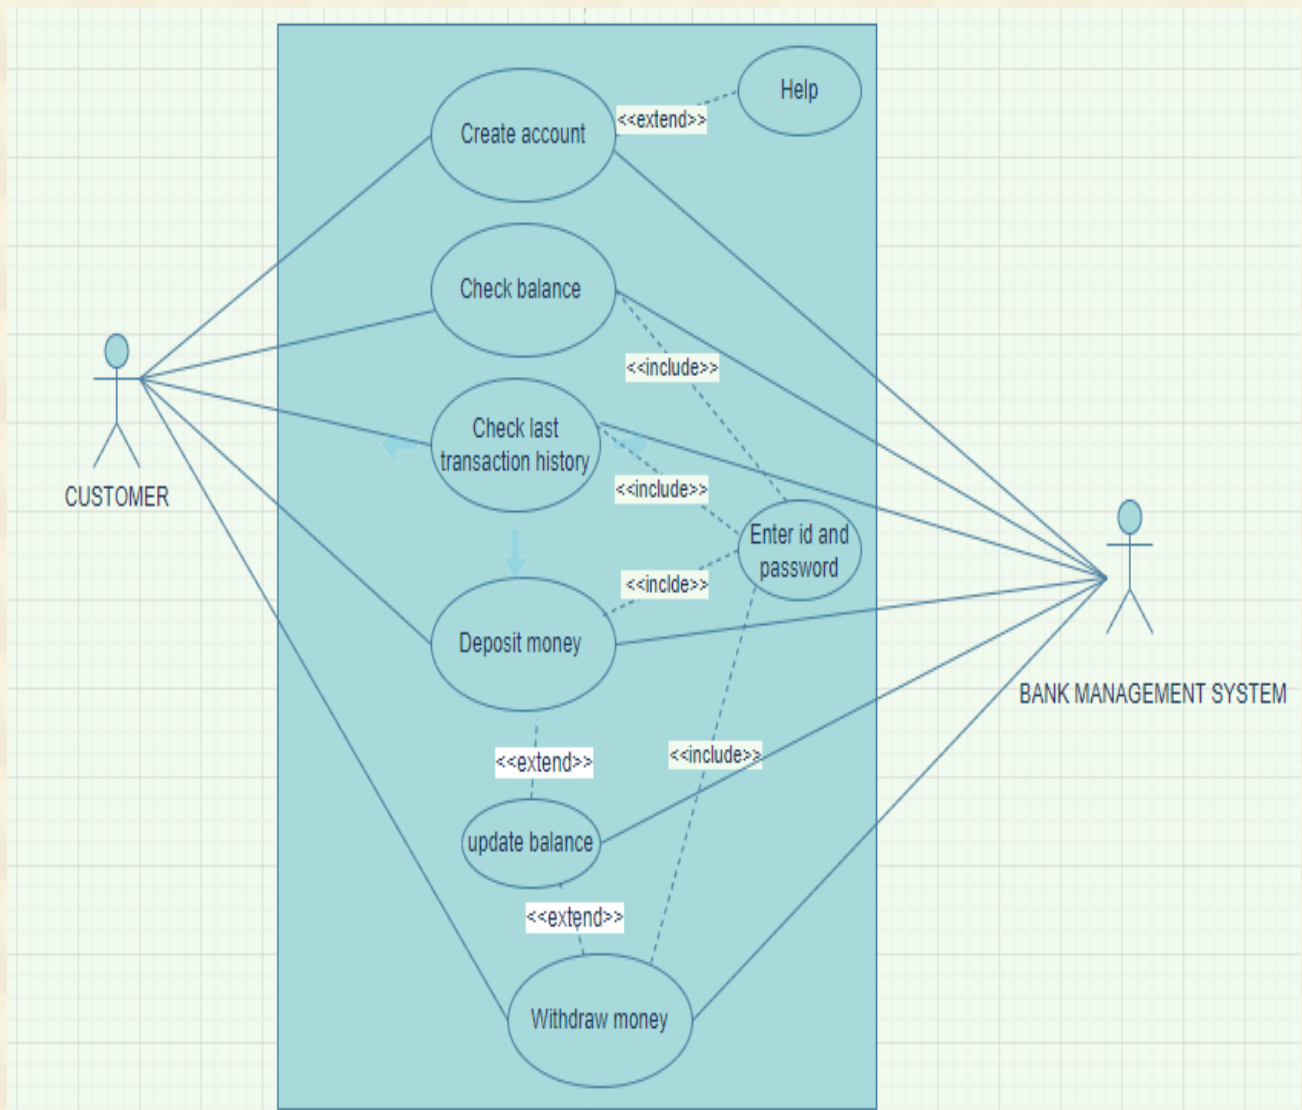 Help
<<extend>>
Create account
Check balance
<<include>>
Check last
transaction history
<<include>>
CUSTOMER
Enter id and
password
<<inclde>>
Deposit money
BANK MANAGEMENT SYSTEM
<<extend>>
<<include>>
update balance
<<extend>>
Withdraw money